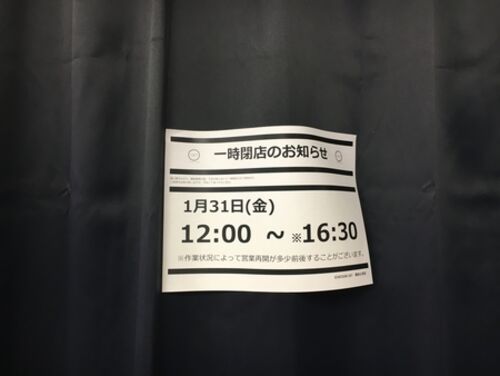 一時閉店のお知らせ
1月31日(金)
12:00 ～ ※16:30
※作業状況によって営業再開が多少前後することがございます。